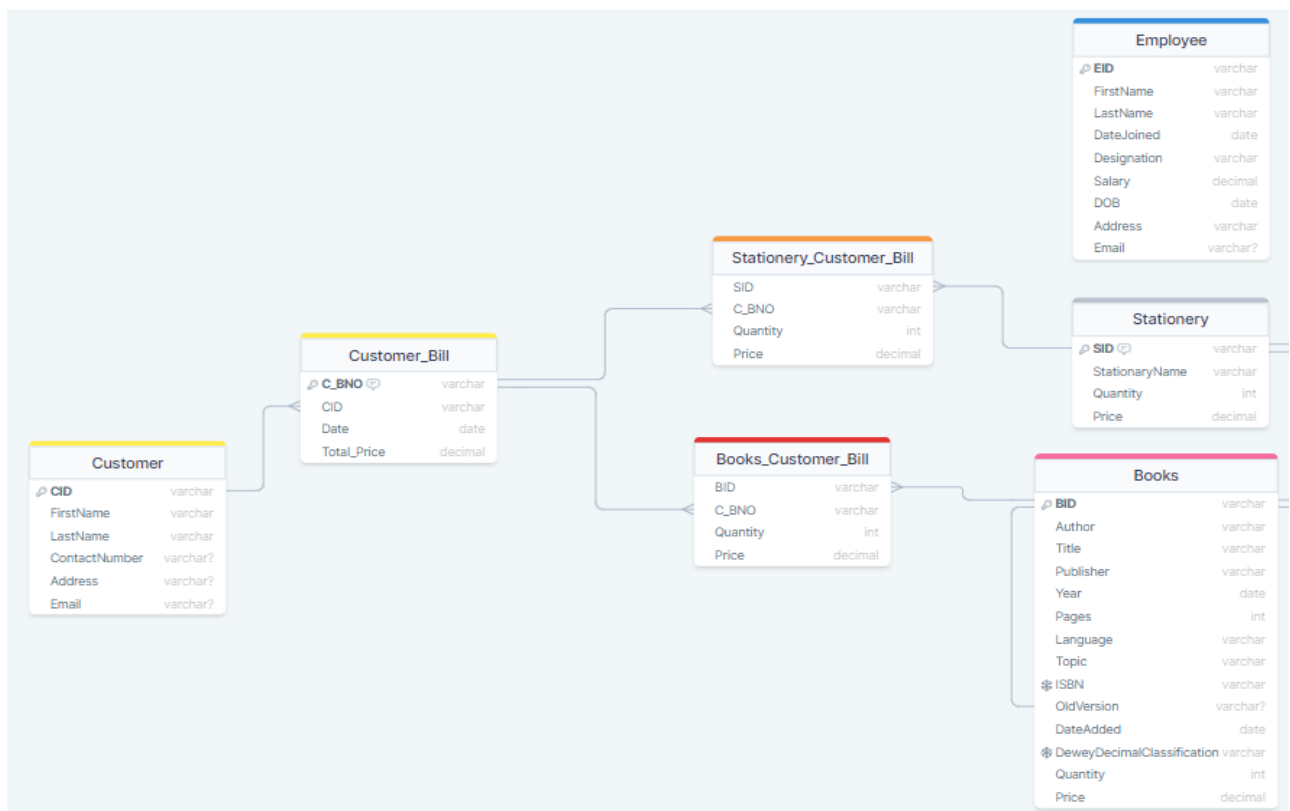 Employee
EID varchar
FirstName varchar
LastName varchar
DateJoined date
Designation varchar
Salary decimal
DOB date
Address varchar
Email varchar?
Stationery_Customer_Bill
SID varchar
C_BNO varchar
Quantity int
Price decimal
Stationery
SID varchar
StationaryName varchar
Quantity int
Price decimal
Customer_Bill
C_BNO varchar
CID varchar
Date date
Total_Price decimal
Customer
CID varchar
FirstName varchar
LastName varchar
ContactNumber varchar?
Address varchar?
Email varchar?
Books_Customer_Bill
BID varchar
C_BNO varchar
Quantity int
Price decimal
Books
BID varchar
Author varchar
Title varchar
Publisher varchar
Year date
Pages int
Language varchar
Topic varchar
ISBN varchar
OldVersion varchar?
DateAdded date
DeweyDecimalClassification varchar
Quantity int
Price decimal